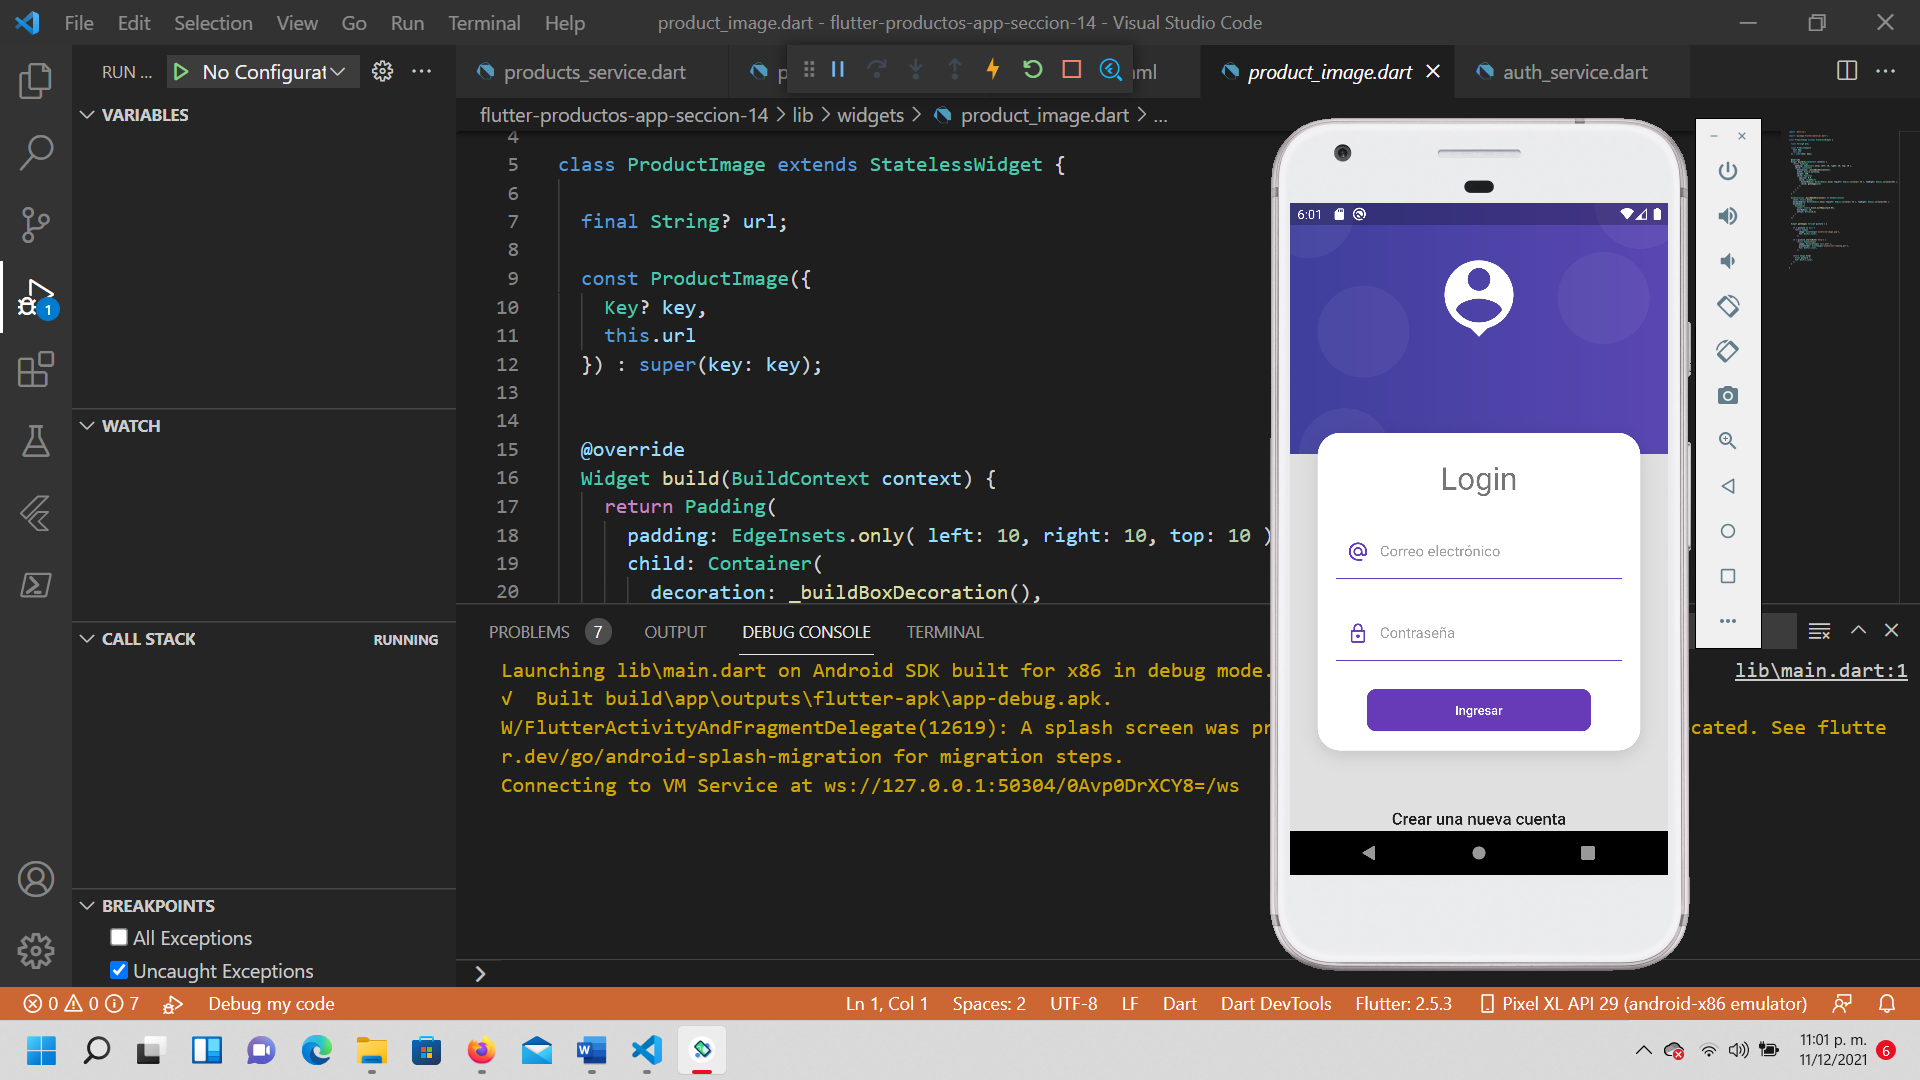 File Edit Selection View Go Run Terminal Help
product_image.dart - flutter-productos-app-seccion-14 - Visual Studio Code
RUN ... No Configurat
products_service.dart
product_image.dart
auth_service.dart
flutter-productos-app-seccion-14 > lib > widgets > product_image.dart > ...
VARIABLES
WATCH
CALL STACK RUNNING
BREAKPOINTS
All Exceptions
Uncaught Exceptions
1
4
5 class ProductImage extends StatelessWidget {
6
7 final String? url;
8
9 const ProductImage({
10 Key? key,
11 this.url
12 }) : super(key: key);
13
14
15 @override
16 Widget build(BuildContext context) {
17 return Padding(
18 padding: EdgeInsets.only( left: 10, right: 10, top: 10 )
19 child: Container(
20 decoration: _buildBoxDecoration(),
PROBLEMS 7 OUTPUT DEBUG CONSOLE TERMINAL
Launching lib\main.dart on Android SDK built for x86 in debug mode. lib\main.dart:1
√ Built build\app\outputs\flutter-apk\app-debug.apk.
W/FlutterActivityAndFragmentDelegate(12619): A splash screen was pr cated. See flutte
r.dev/go/android-splash-migration for migration steps.
Connecting to VM Service at ws://127.0.0.1:50304/0Avp0DrXCY8=/ws
6:01
Login
Correo electrónico
Contraseña
Ingresar
Crear una nueva cuenta
0 0 7 Debug my code
Ln 1, Col 1 Spaces: 2 UTF-8 LF Dart Dart DevTools Flutter: 2.5.3 Pixel XL API 29 (android-x86 emulator)
11:01 p. m.
11/12/2021
6